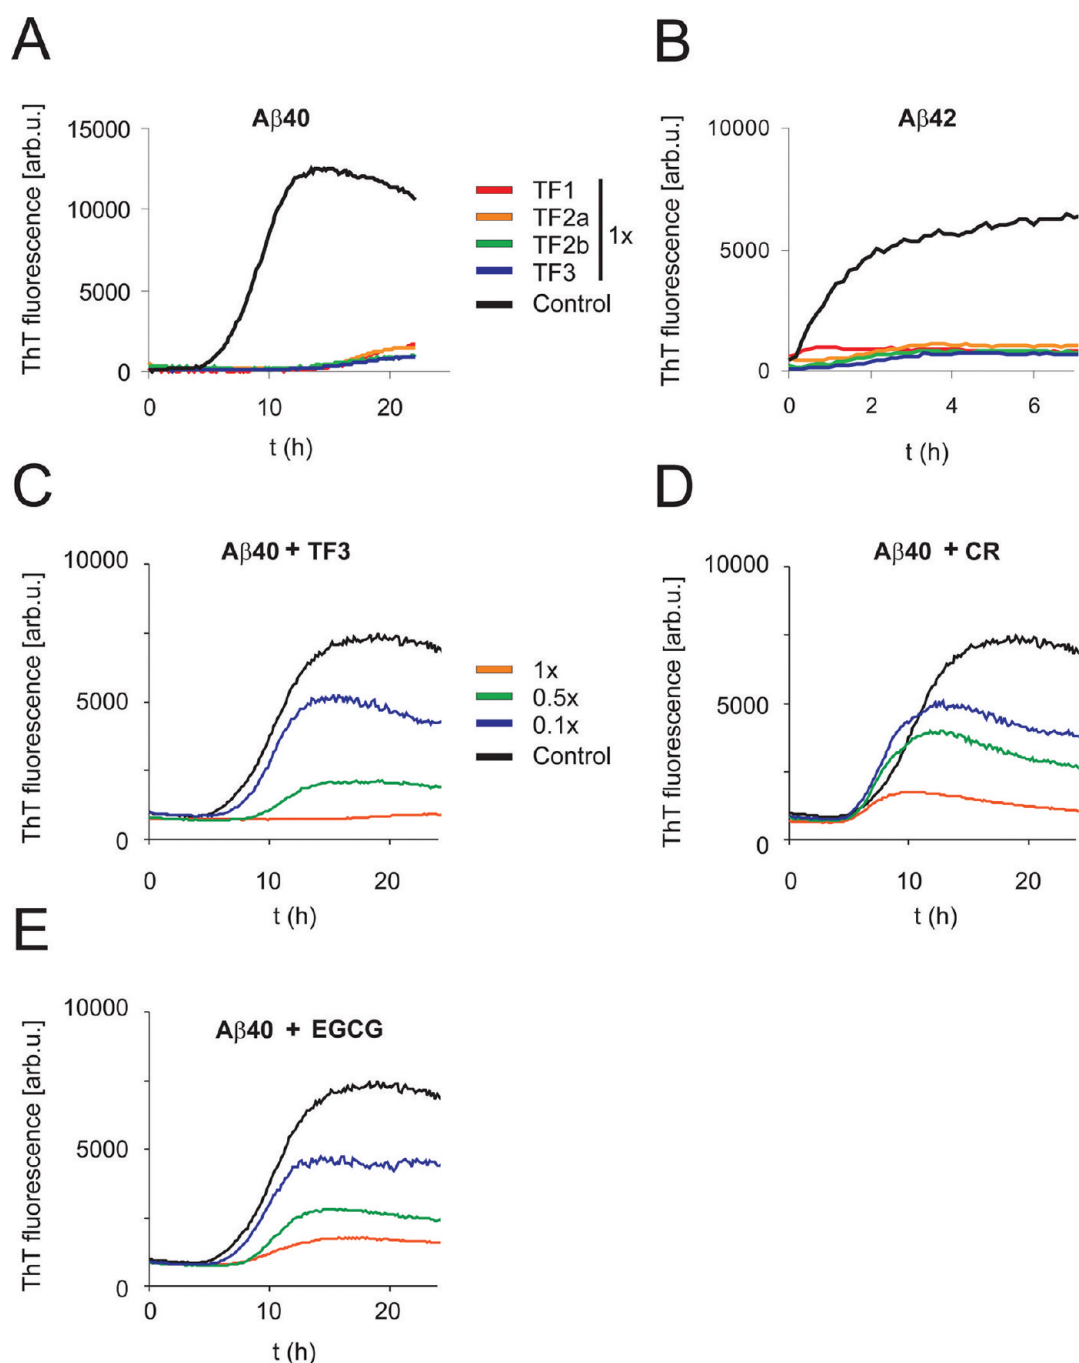 A
Aβ40
ThT fluorescence [arb.u.]
15000
10000
5000
0
0 10 20
t (h)
TF1
TF2a
TF2b
TF3
1x
Control
B
Aβ42
ThT fluorescence [arb.u.]
10000
5000
0
0 2 4 6
t (h)
C
Aβ40 + TF3
ThT fluorescence [arb.u.]
10000
5000
0
0 10 20
t (h)
1x
0.5x
0.1x
Control
D
Aβ40 + CR
ThT fluorescence [arb.u.]
10000
5000
0
0 10 20
t (h)
E
Aβ40 + EGCG
ThT fluorescence [arb.u.]
10000
5000
0
0 10 20
t (h)